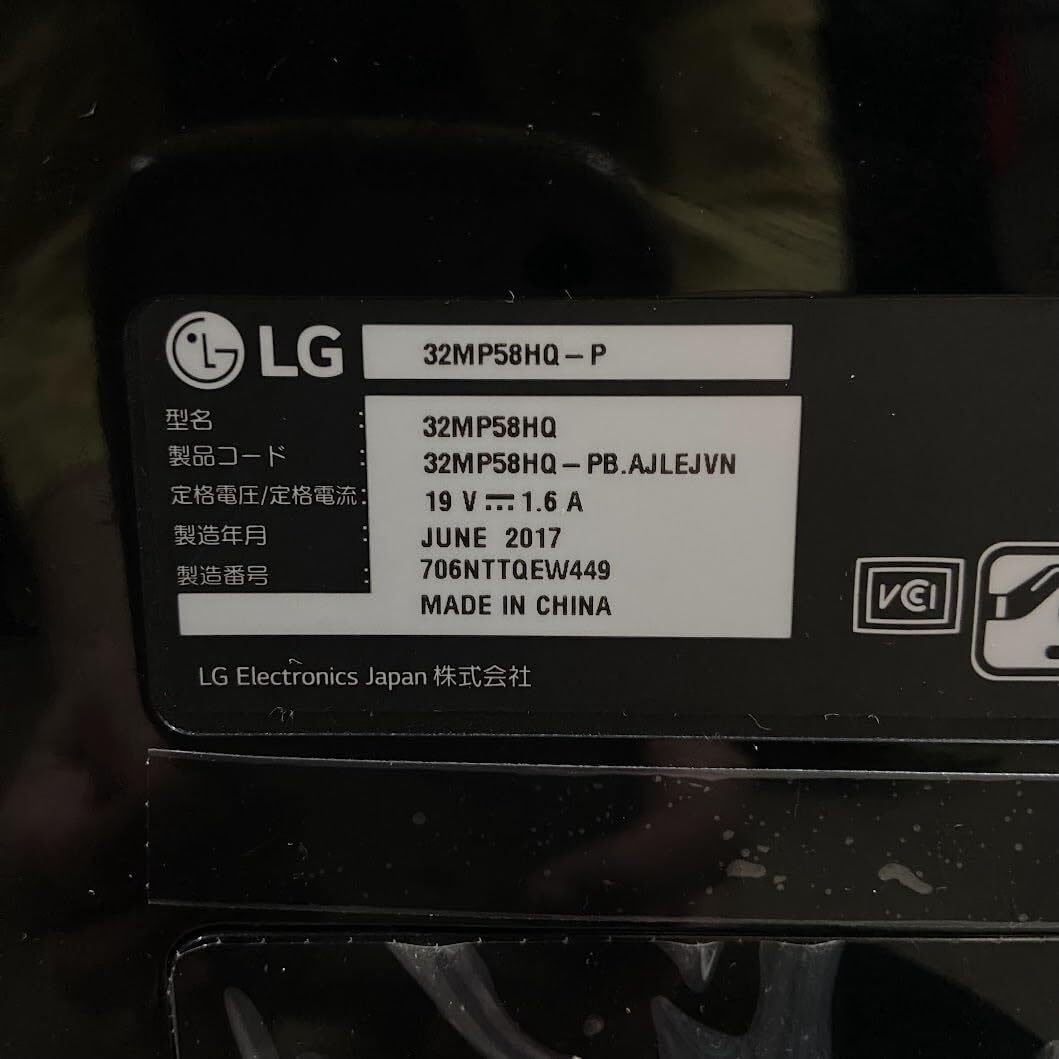 LG 32MP58HQ-P
型名 : 32MP58HQ
製品コード : 32MP58HQ-PB.AJLEJVN
定格電圧/定格電流: 19 V⎓1.6 A
製造年月 : JUNE 2017
製造番号 : 706NTTQEW449
MADE IN CHINA
VCCI
LG Electronics Japan 株式会社